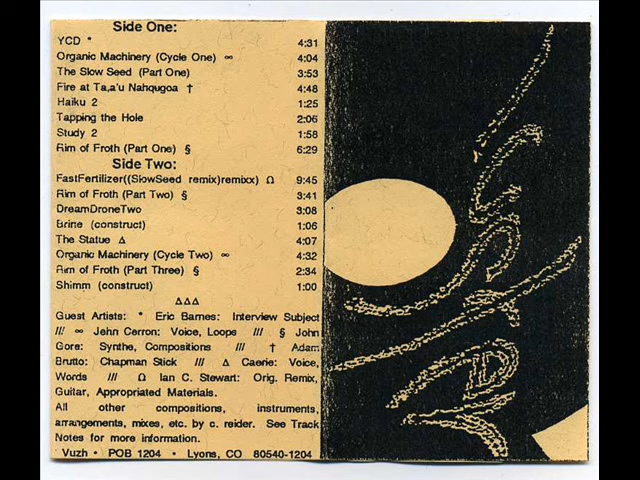 Side One:
YCD * 4:31
Organic Machinery (Cycle One) ∞ 4:04
The Slow Seed (Part One) 3:53
Fire at Ta,a'u Nahqugoa † 4:48
Haiku 2 1:25
Tapping the Hole 2:06
Study 2 1:58
Rim of Froth (Part One) § 6:29
Side Two:
FastFertilizer((SlowSeed remix)remixx) Ω 9:45
Rim of Froth (Part Two) § 3:41
DreamDroneTwo 3:08
Brine (construct) 1:06
The Statue Δ 4:07
Organic Machinery (Cycle Two) ∞ 4:32
Rim of Froth (Part Three) § 2:34
Shimm (construct) 1:00
ΔΔΔ
Guest Artists: * Eric Barnes: Interview Subject
/// ∞ Jehn Cerron: Voice, Loops /// § John
Gore: Synths, Compositions /// † Adam
Brutto: Chapman Stick /// Δ Caerie: Voice,
Words /// Ω Ian C. Stewart: Orig. Remix,
Guitar, Appropriated Materials.
All other compositions, instruments,
arrangements, mixes, etc. by c. reider. See Track
Notes for more information.
Vuzh • POB 1204 • Lyons, CO 80540-1204